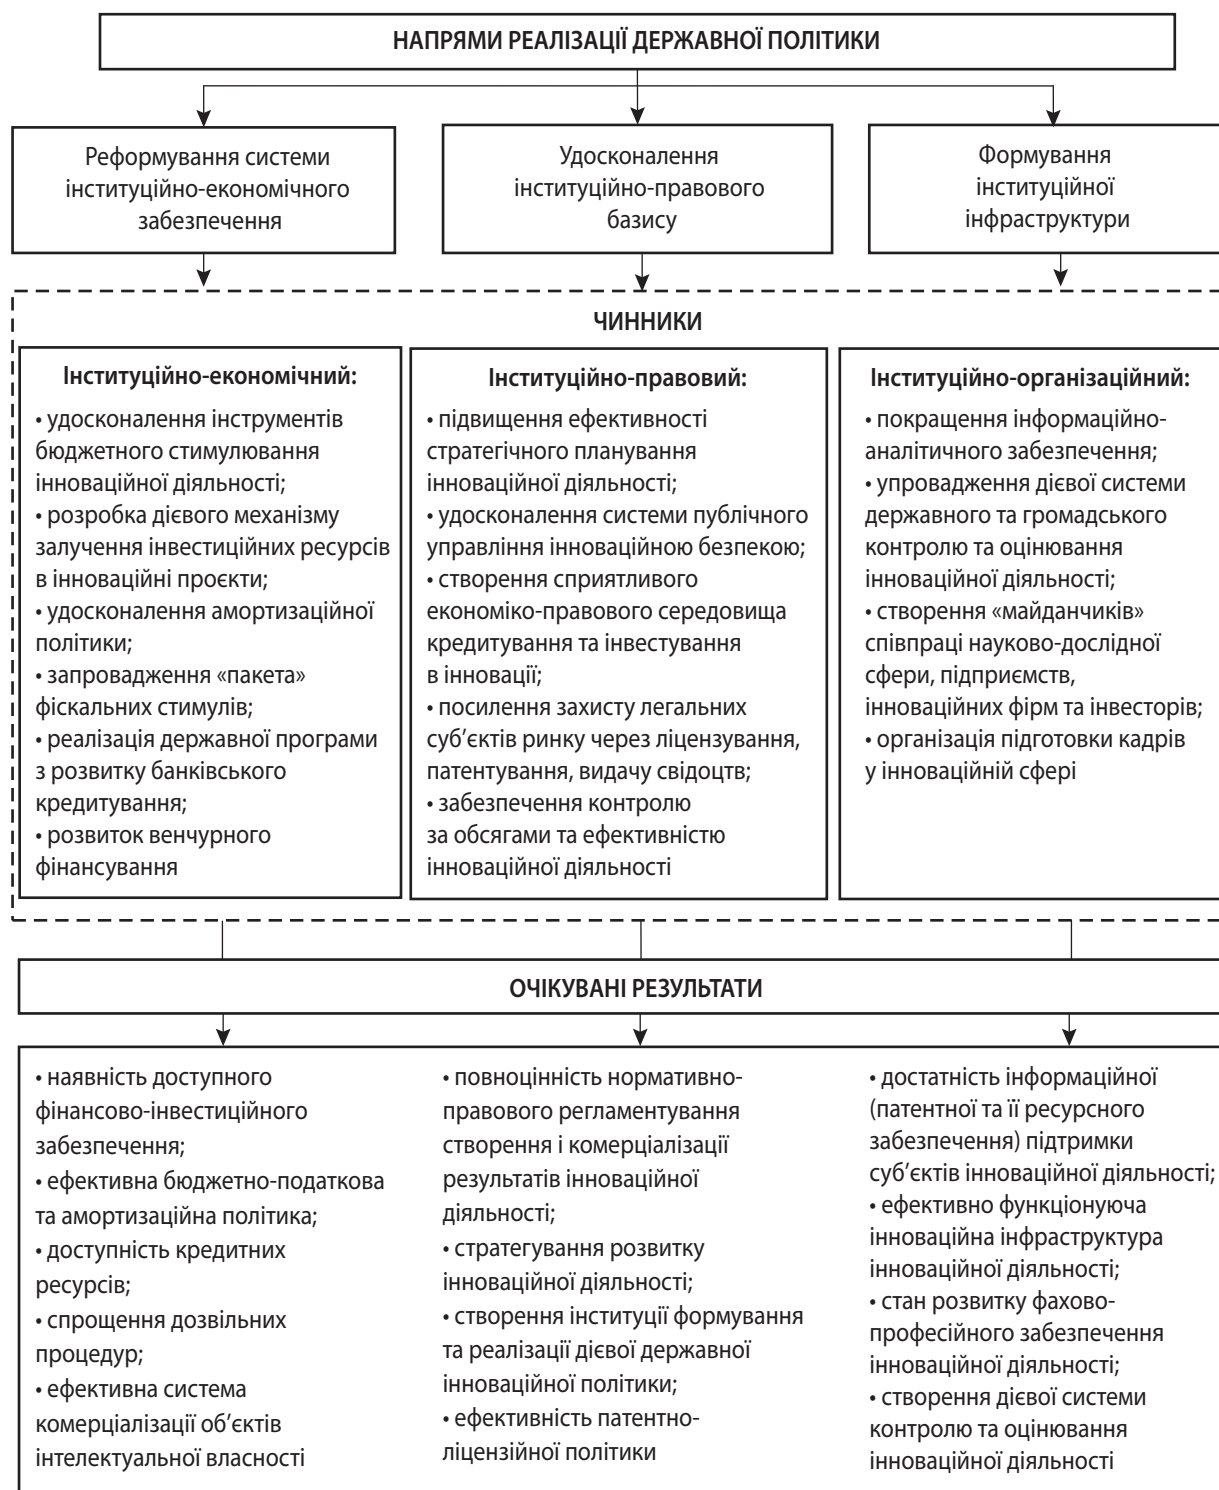 НАПРЯМИ РЕАЛІЗАЦІЇ ДЕРЖАВНОЇ ПОЛІТИКИ
Реформування системи
інституційно-економічного
забезпечення
Удосконалення
інституційно-правового
базису
Формування
інституційної
інфраструктури
ЧИННИКИ
Інституційно-економічний:
• удосконалення інструментів
бюджетного стимулювання
інноваційної діяльності;
• розробка дієвого механізму
залучення інвестиційних ресурсів
в інноваційні проєкти;
• удосконалення амортизаційної
політики;
• запровадження «пакета»
фіскальних стимулів;
• реалізація державної програми
з розвитку банківського
кредитування;
• розвиток венчурного
фінансування
Інституційно-правовий:
• підвищення ефективності
стратегічного планування
інноваційної діяльності;
• удосконалення системи публічного
управління інноваційною безпекою;
• створення сприятливого
економіко-правового середовища
кредитування та інвестування
в інновації;
• посилення захисту легальних
суб’єктів ринку через ліцензування,
патентування, видачу свідоцтв;
• забезпечення контролю
за обсягами та ефективністю
інноваційної діяльності
Інституційно-організаційний:
• покращення інформаційно-
аналітичного забезпечення;
• упровадження дієвої системи
державного та громадського
контролю та оцінювання
інноваційної діяльності;
• створення «майданчиків»
співпраці науково-дослідної
сфери, підприємств,
інноваційних фірм та інвесторів;
• організація підготовки кадрів
у інноваційній сфері
ОЧІКУВАНІ РЕЗУЛЬТАТИ
• наявність доступного
фінансово-інвестиційного
забезпечення;
• ефективна бюджетно-податкова
та амортизаційна політика;
• доступність кредитних
ресурсів;
• спрощення дозвільних
процедур;
• ефективна система
комерціалізації об’єктів
інтелектуальної власності
• повноцінність нормативно-
правового регламентування
створення і комерціалізації
результатів інноваційної
діяльності;
• стратегування розвитку
інноваційної діяльності;
• створення інституції формування
та реалізації дієвої державної
інноваційної політики;
• ефективність патентно-
ліцензійної політики
• достатність інформаційної
(патентної та її ресурсного
забезпечення) підтримки
суб’єктів інноваційної діяльності;
• ефективно функціонуюча
інноваційна інфраструктура
інноваційної діяльності;
• стан розвитку фахово-
професійного забезпечення
інноваційної діяльності;
• створення дієвої системи
контролю та оцінювання
інноваційної діяльності